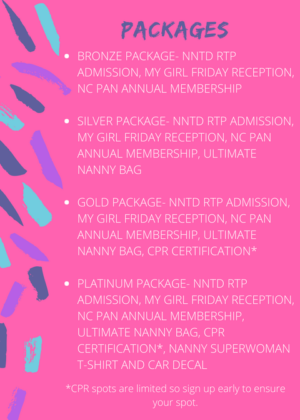 PACKAGES
BRONZE PACKAGE- NNTD RTP
ADMISSION, MY GIRL FRIDAY RECEPTION,
NC PAN ANNUAL MEMBERSHIP
SILVER PACKAGE- NNTD RTP ADMISSION,
MY GIRL FRIDAY RECEPTION, NC PAN
ANNUAL MEMBERSHIP, ULTIMATE
NANNY BAG
GOLD PACKAGE- NNTD RTP ADMISSION,
MY GIRL FRIDAY RECEPTION, NC PAN
ANNUAL MEMBERSHIP, ULTIMATE
NANNY BAG, CPR CERTIFICATION*
PLATINUM PACKAGE- NNTD RTP
ADMISSION, MY GIRL FRIDAY RECEPTION,
NC PAN ANNUAL MEMBERSHIP,
ULTIMATE NANNY BAG, CPR
CERTIFICATION*, NANNY SUPERWOMAN
T-SHIRT AND CAR DECAL
*CPR spots are limited so sign up early to ensure
your spot.